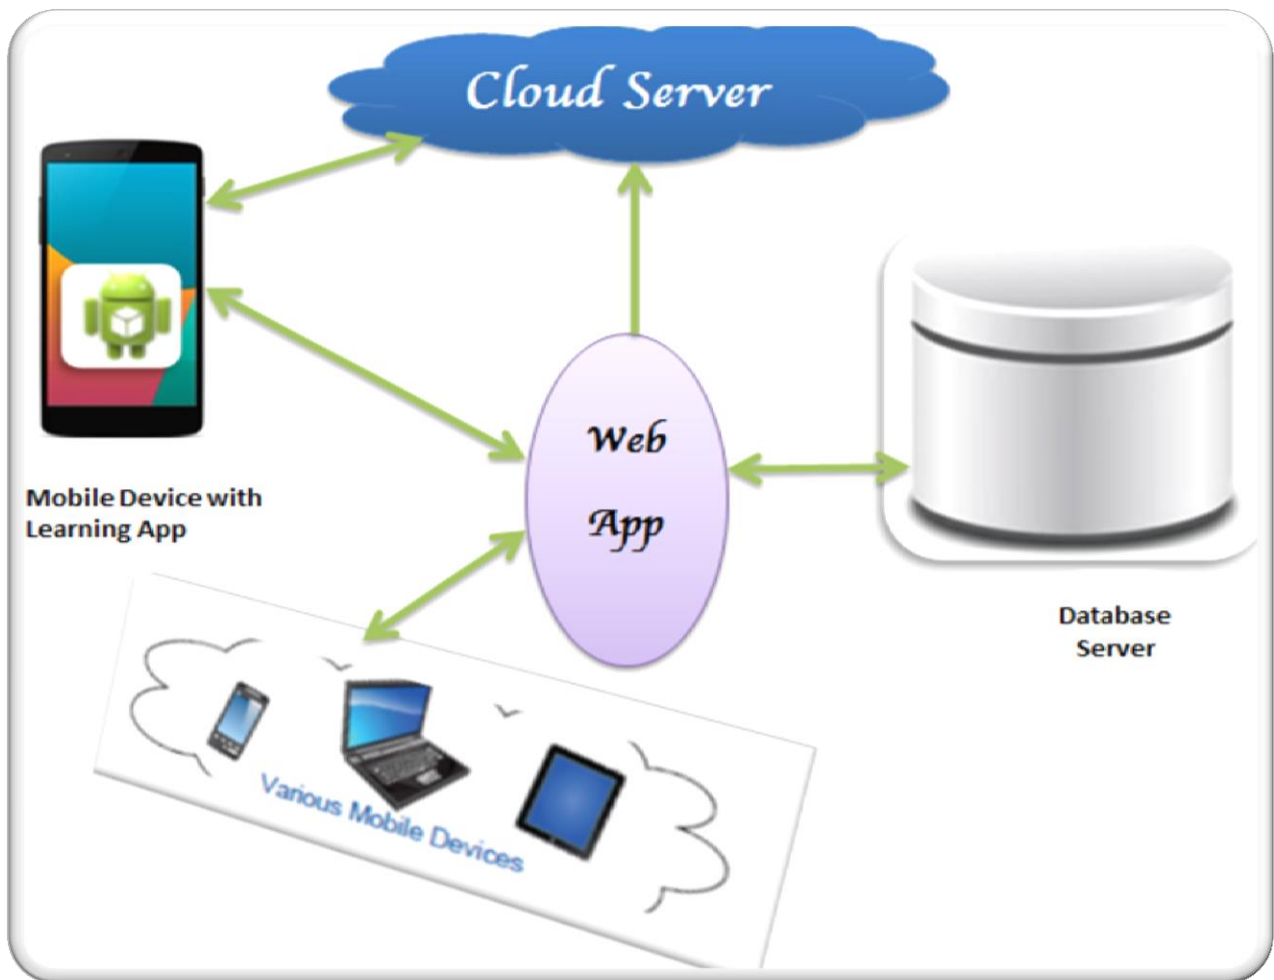 Cloud Server
Mobile Device with
Learning App
Web
App
Database
Server
Various Mobile Devices